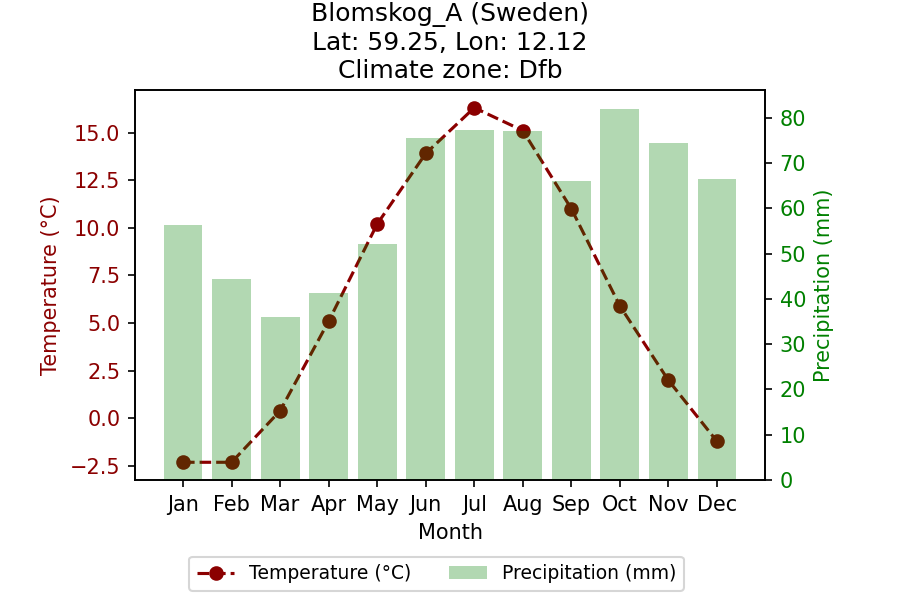 Blomskog_A (Sweden)
Lat: 59.25, Lon: 12.12
Climate zone: Dfb
Temperature (°C)
15.0
12.5
10.0
7.5
5.0
2.5
0.0
−2.5
80
70
60
50
40
30
20
10
0
Precipitation (mm)
Jan Feb Mar Apr May Jun Jul Aug Sep Oct Nov Dec
Month
Temperature (°C) Precipitation (mm)